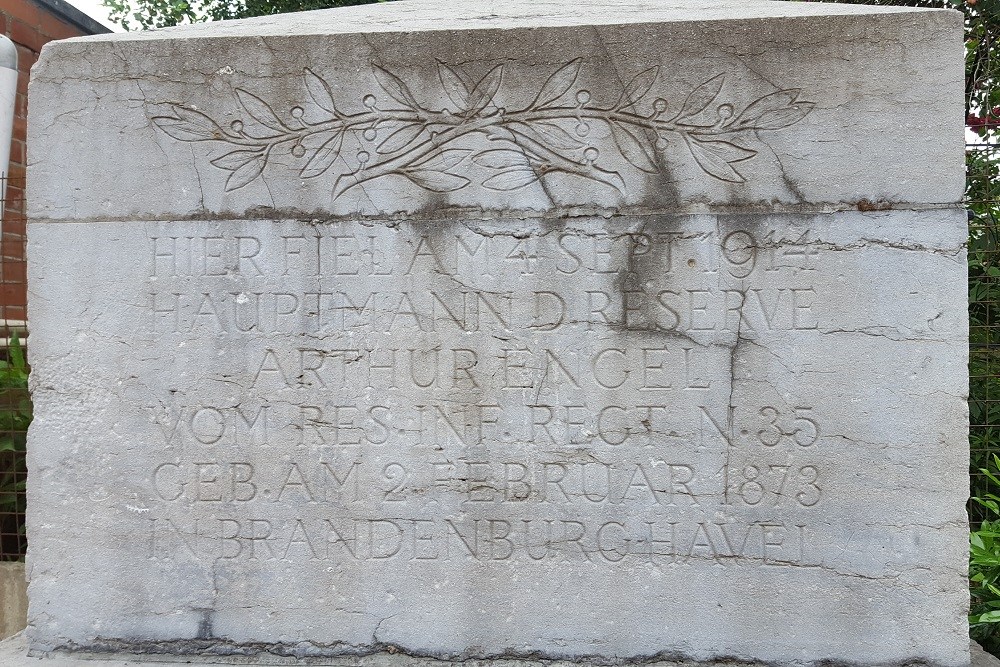 HIER FIEL AM 4 SEPT. 1914
HAUPTMANN D. RESERVE
ARTHUR ENGEL
VOM RES.INF. REGT. N. 35
GEB. AM 2. FEBRUAR 1873
IN BRANDENBURG HAVEL